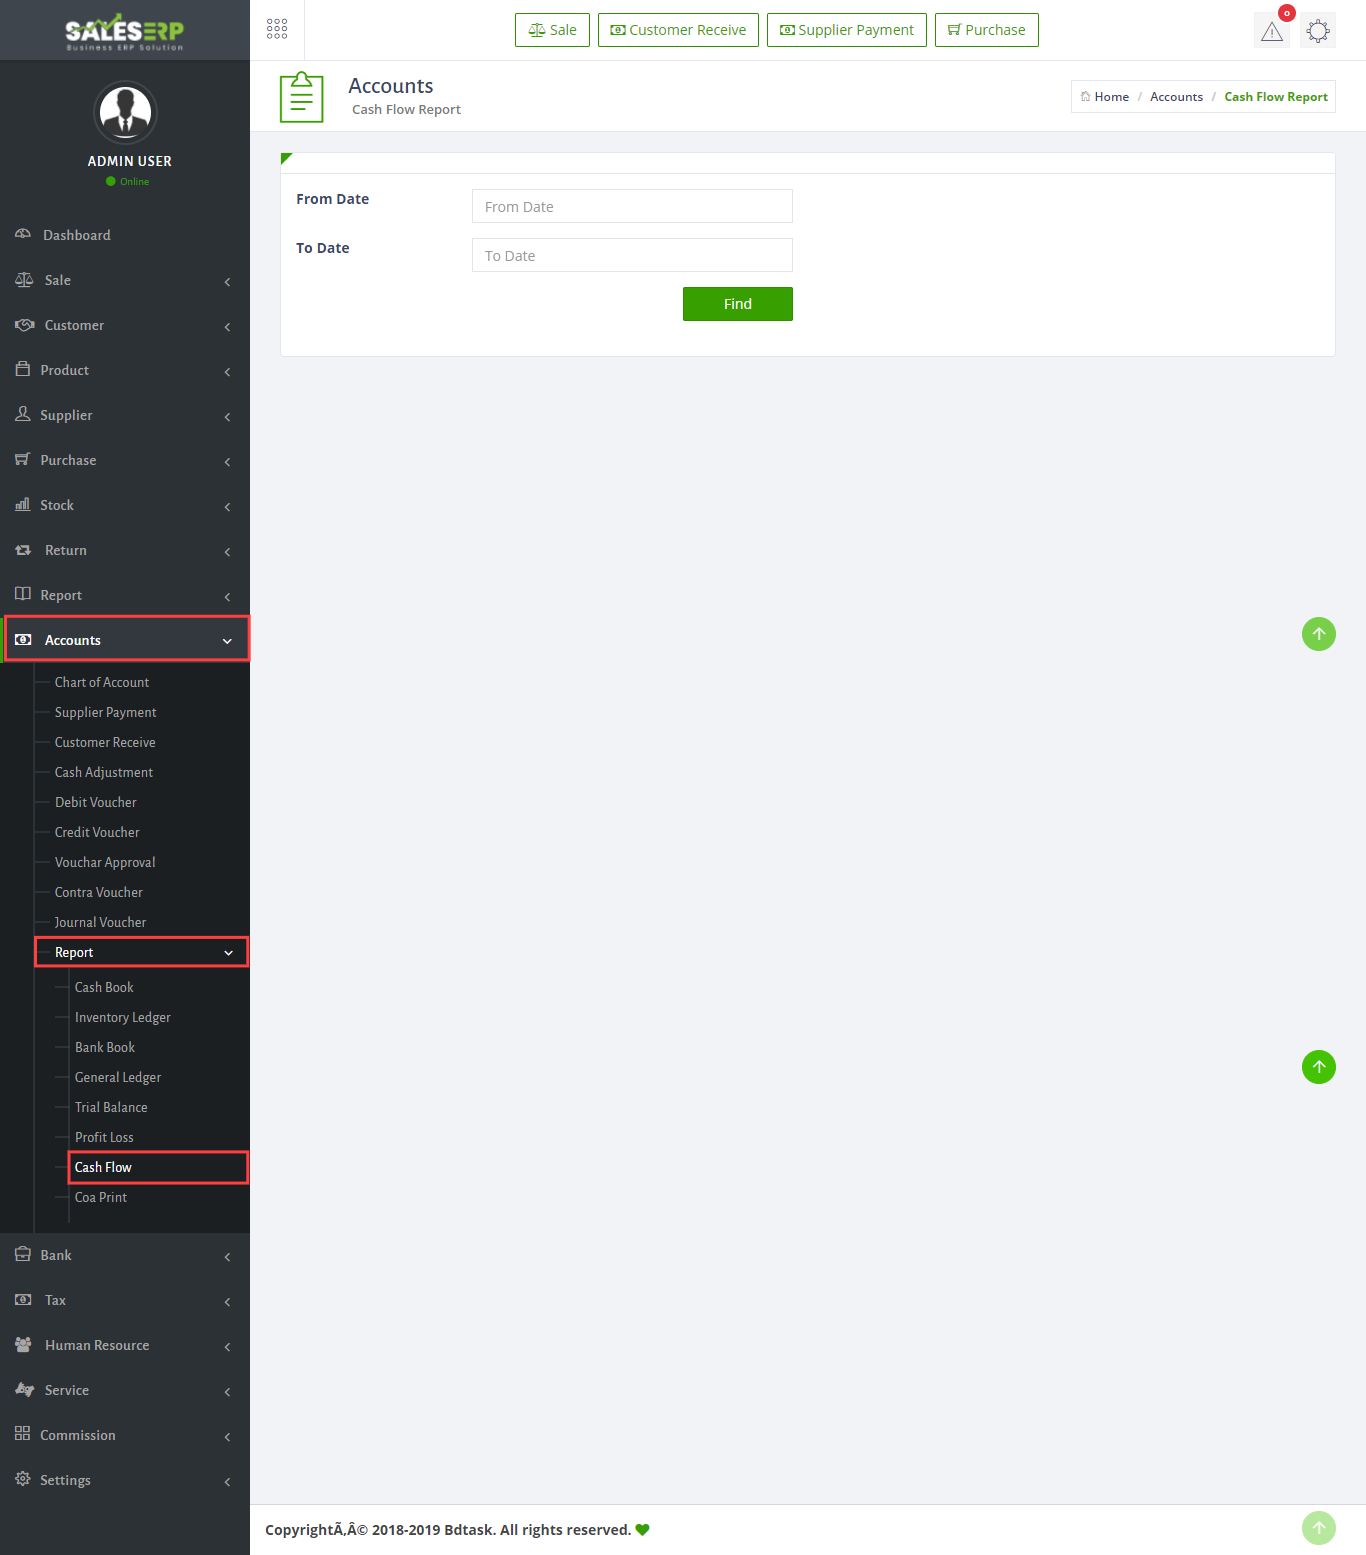 SALESERP
Business ERP Solution
ADMIN USER
Online
Dashboard
Sale
Customer
Product
Supplier
Purchase
Stock
Return
Report
Accounts
Chart of Account
Supplier Payment
Customer Receive
Cash Adjustment
Debit Voucher
Credit Voucher
Vouchar Approval
Contra Voucher
Journal Voucher
Report
Cash Book
Inventory Ledger
Bank Book
General Ledger
Trial Balance
Profit Loss
Cash Flow
Coa Print
Bank
Tax
Human Resource
Service
Commission
Settings
Sale
Customer Receive
Supplier Payment
Purchase
0
Accounts
Cash Flow Report
Home / Accounts / Cash Flow Report
From Date
From Date
To Date
To Date
Find
CopyrightÃ‚Â© 2018-2019 Bdtask. All rights reserved.